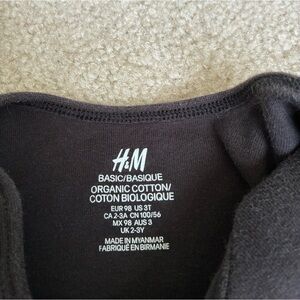 H&M
BASIC/BASIQUE
ORGANIC COTTON/
COTON BIOLOGIQUE
EUR 98 US 3T
CA 2-3A CN 100/56
MX 98 AUS 3
UK 2-3Y
MADE IN MYANMAR
FABRIQUÉ EN BIRMANIE